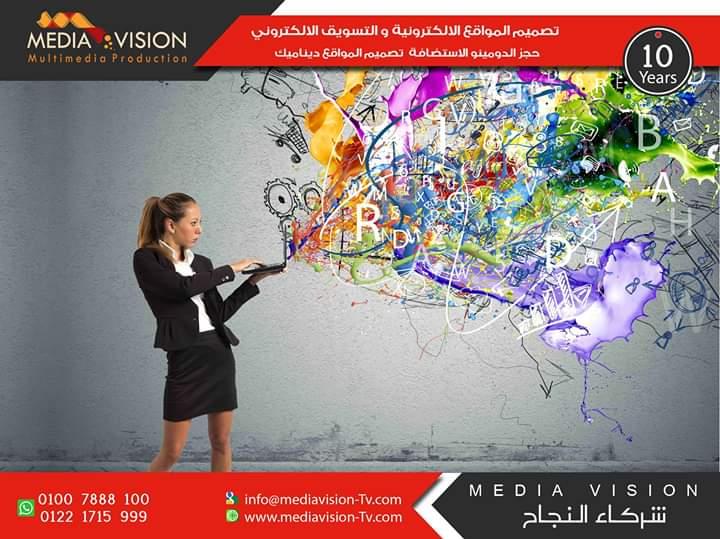 MEDIA VISION
Multimedia Production
تصميم المواقع الالكترونية و التسويق الالكتروني
حجز الدومينو الاستضافة تصميم المواقع ديناميك
10
Years
0100 7888 100
0122 1715 999
info@mediavision-Tv.com
www.mediavision-Tv.com
MEDIA VISION
شركاء النجاح